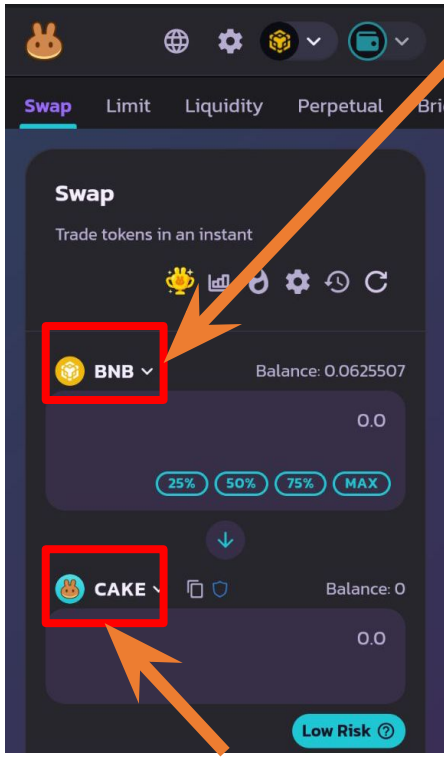 Swap Limit Liquidity Perpetual Bri
Swap
Trade tokens in an instant
BNB Balance: 0.0625507
0.0
25% 50% 75% MAX
CAKE Balance: 0
0.0
Low Risk